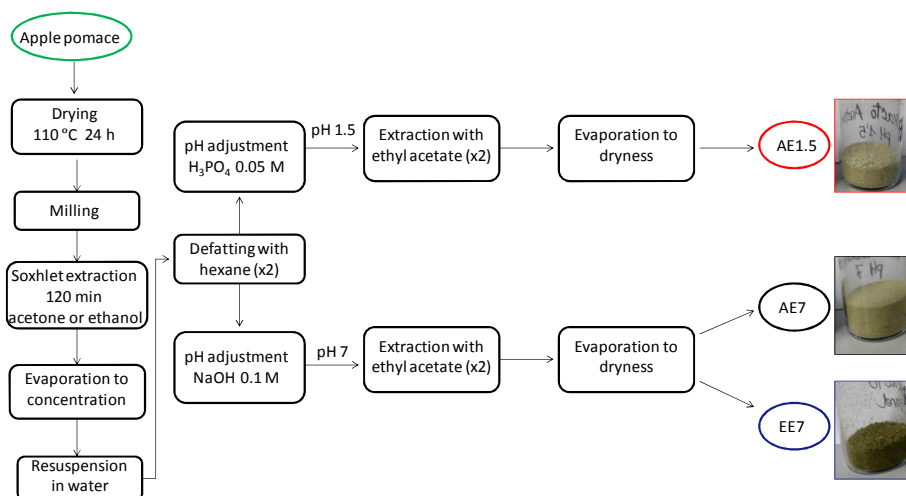 Apple pomace
Drying
110 ºC 24 h
Milling
Soxhlet extraction
120 min
acetone or ethanol
Evaporation to
concentration
Resuspension
in water
Defatting with
hexane (x2)
pH adjustment
H₃PO₄ 0.05 M
pH 1.5
Extraction with
ethyl acetate (x2)
Evaporation to
dryness
AE1.5
pH adjustment
NaOH 0.1 M
pH 7
Extraction with
ethyl acetate (x2)
Evaporation to
dryness
AE7
pH 7
EE7